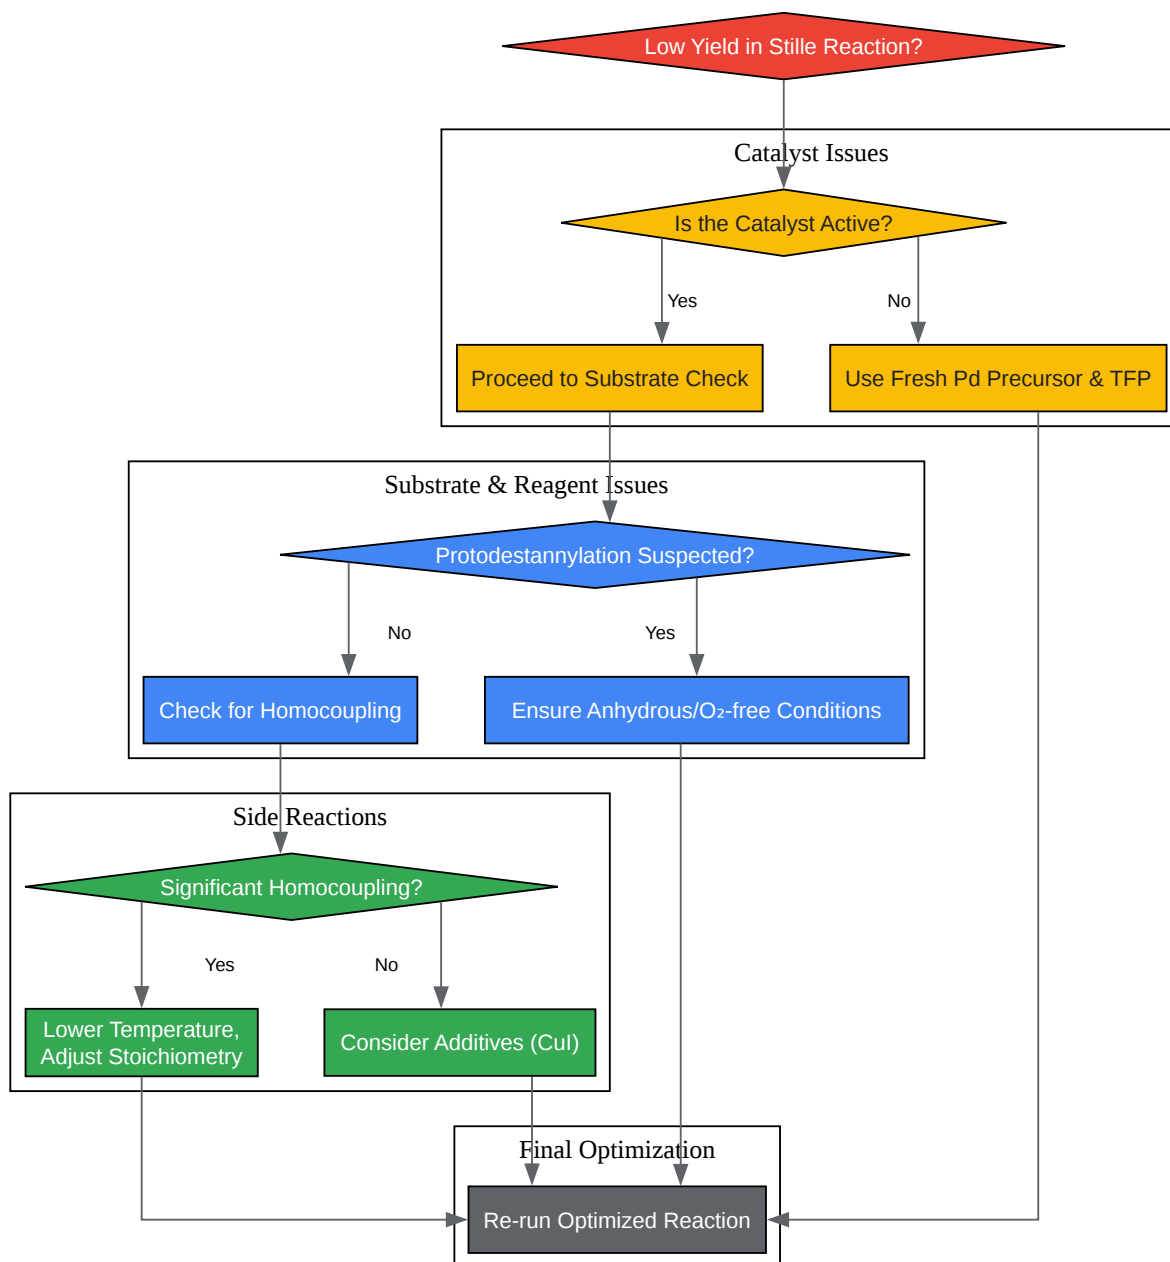 Low Yield in Stille Reaction?
Catalyst Issues
Is the Catalyst Active?
Yes
No
Proceed to Substrate Check
Use Fresh Pd Precursor & TFP
Substrate & Reagent Issues
Protodestannylation Suspected?
No
Yes
Check for Homocoupling
Ensure Anhydrous/O₂-free Conditions
Side Reactions
Significant Homocoupling?
Yes
No
Lower Temperature,
Adjust Stoichiometry
Consider Additives (CuI)
Final Optimization
Re-run Optimized Reaction